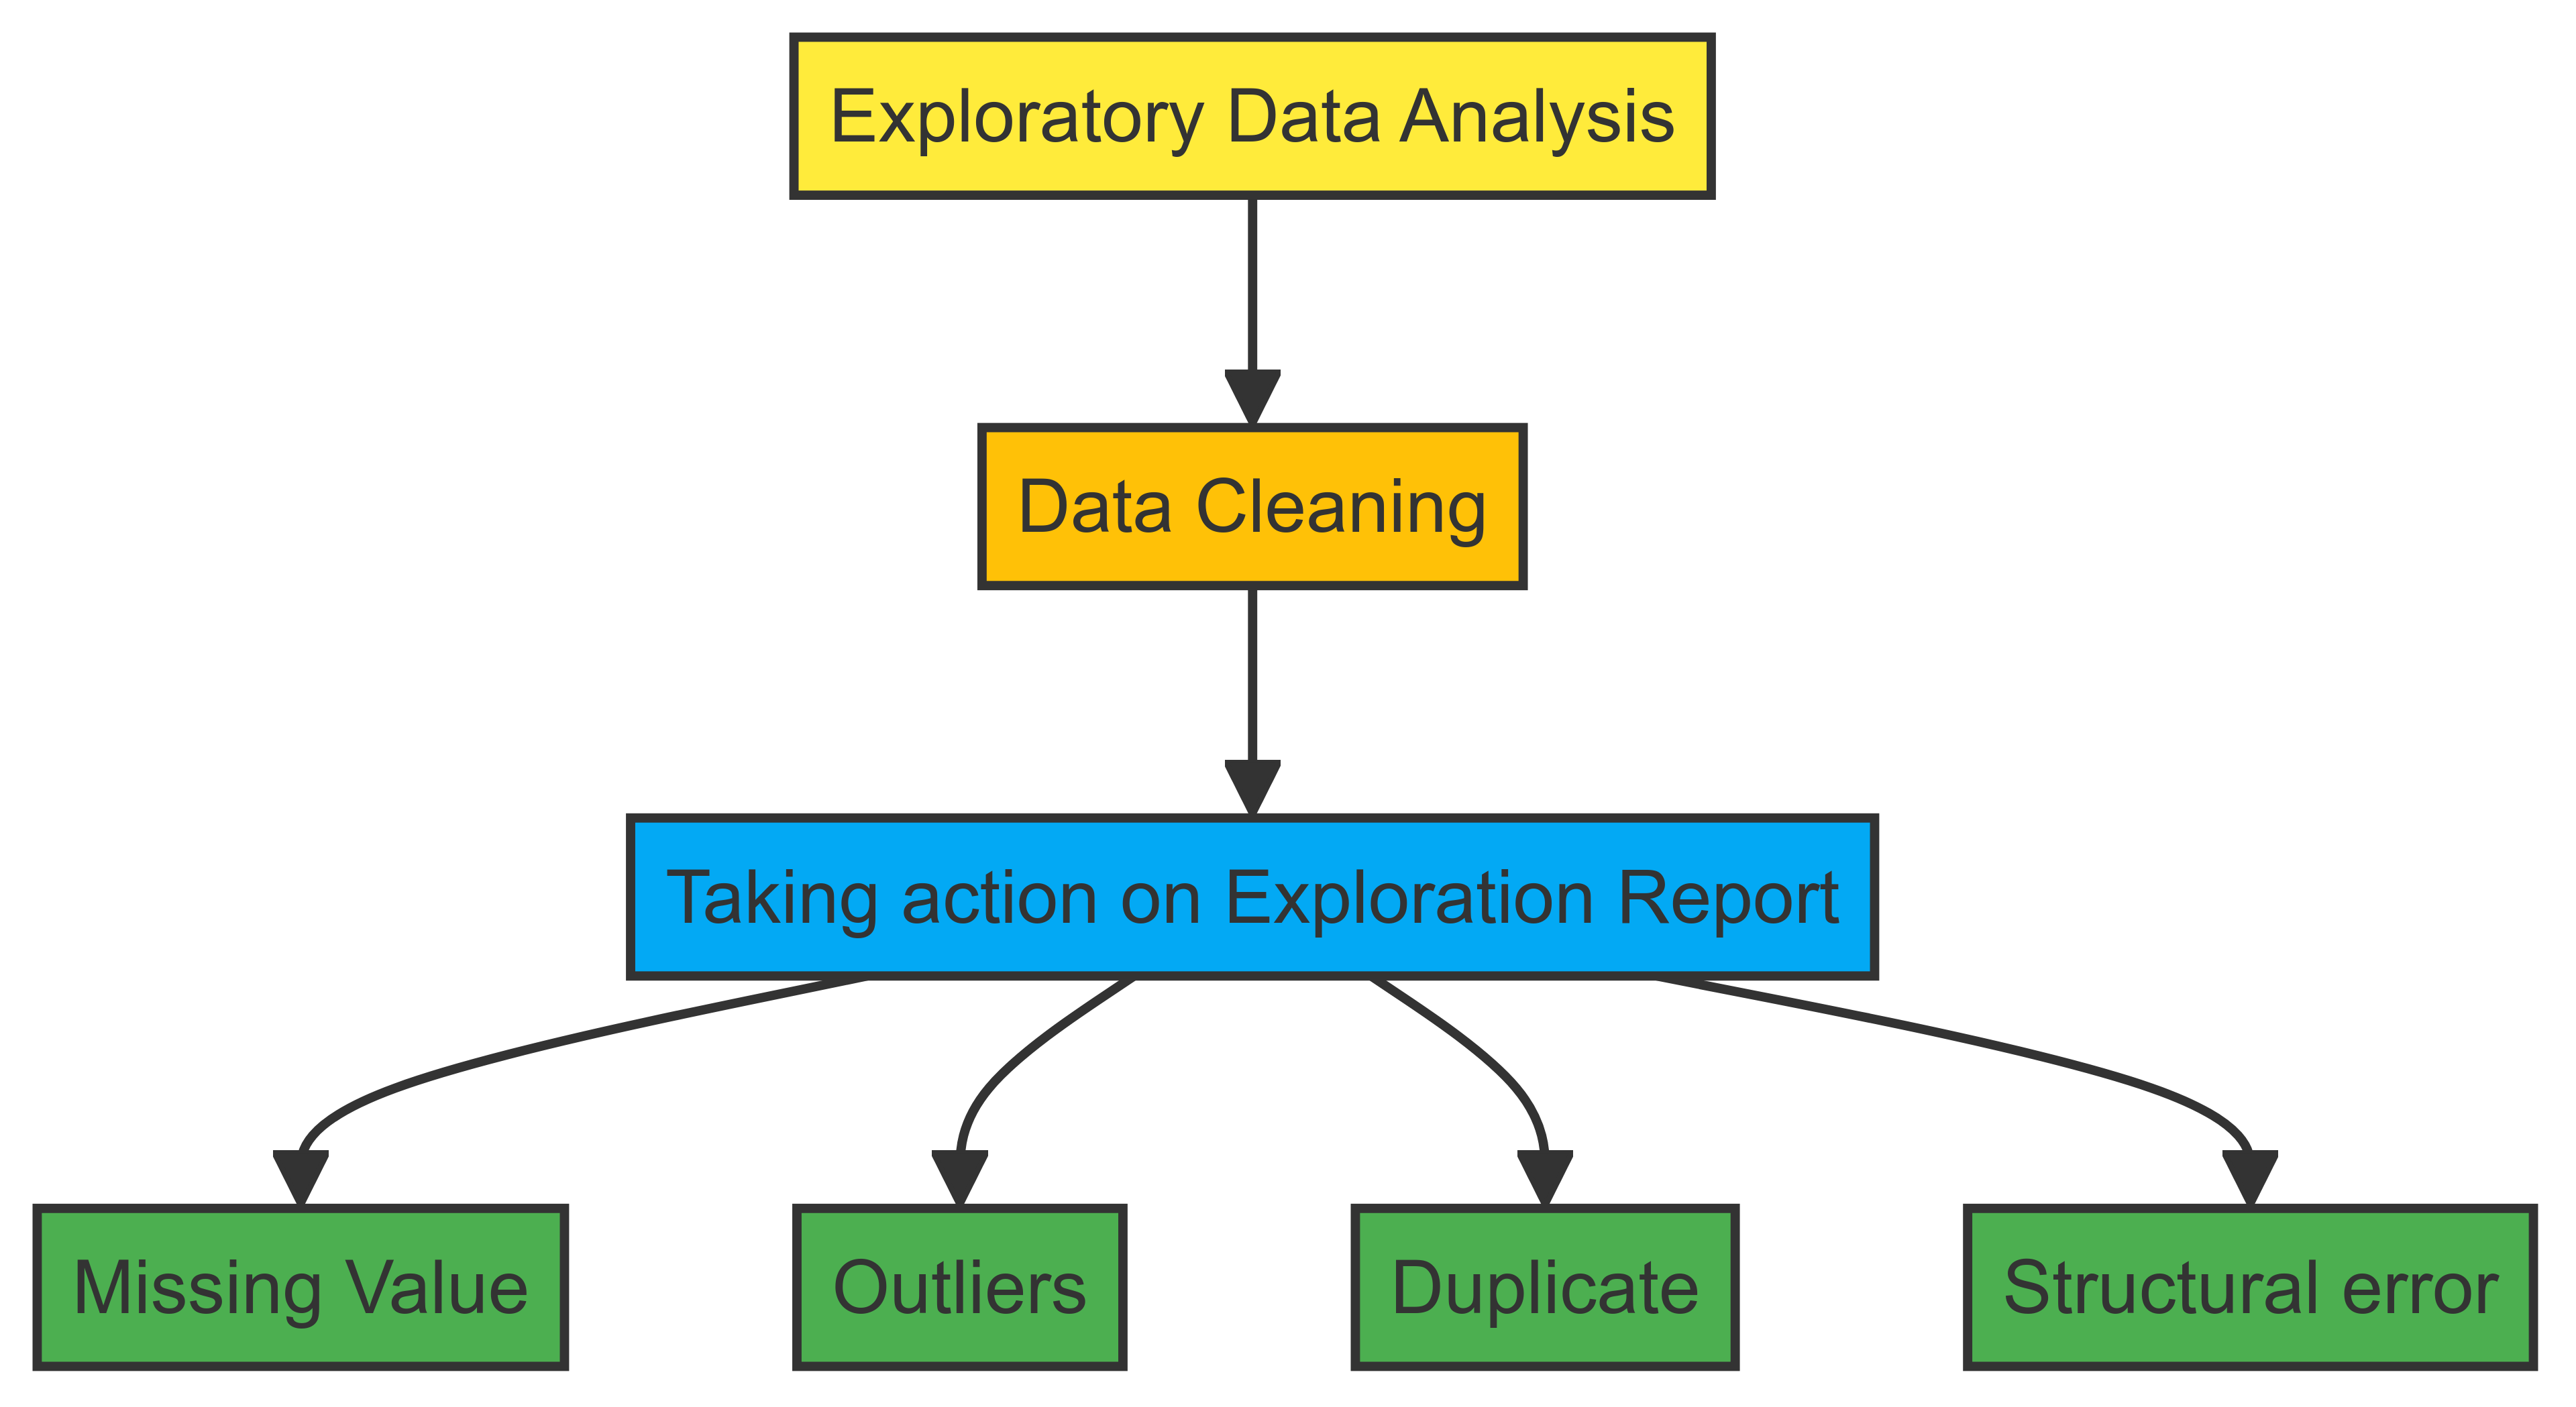 Exploratory Data Analysis
Data Cleaning
Taking action on Exploration Report
Missing Value
Outliers
Duplicate
Structural error